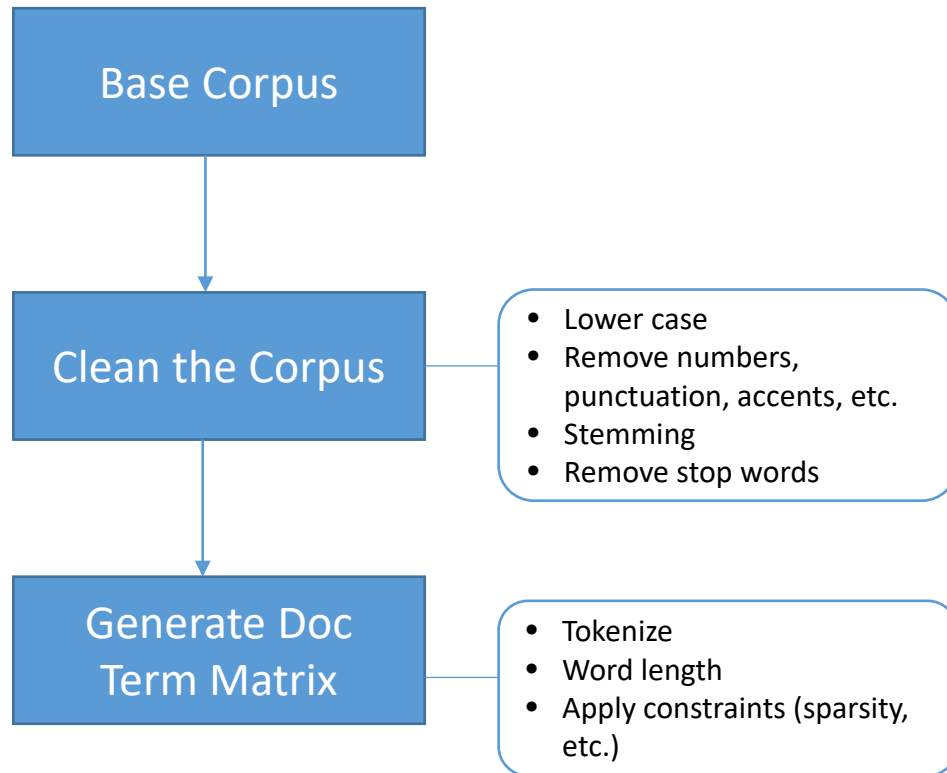 Base Corpus
Clean the Corpus
• Lower case
• Remove numbers,
punctuation, accents, etc.
• Stemming
• Remove stop words
Generate Doc
Term Matrix
• Tokenize
• Word length
• Apply constraints (sparsity,
etc.)